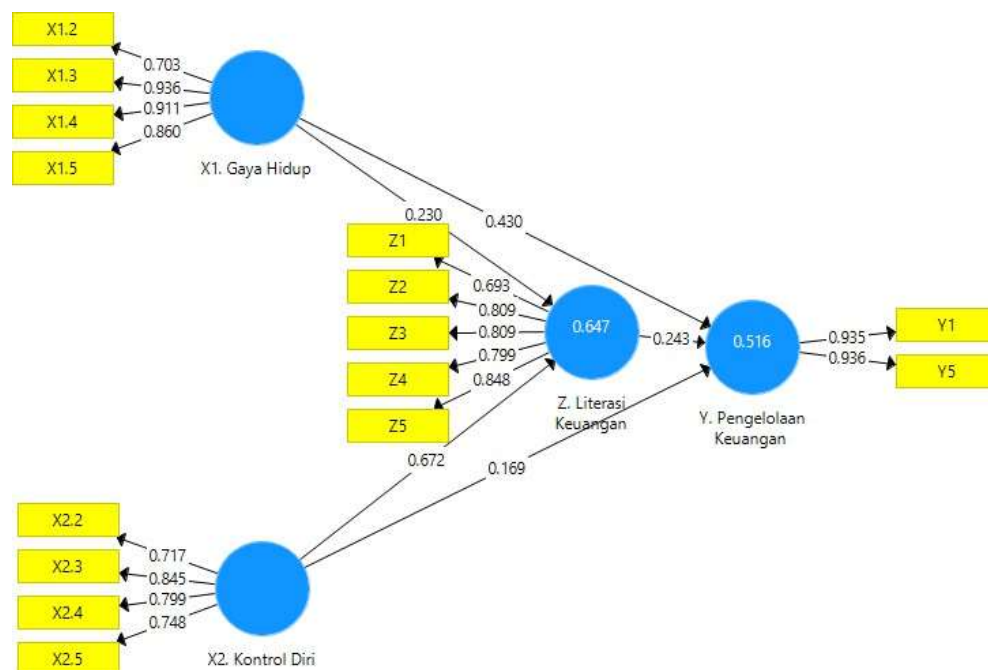 X1.2
X1.3
X1.4
X1.5
0.703
0.936
0.911
0.860
X1. Gaya Hidup
0.230
0.430
Z1
Z2
Z3
Z4
Z5
0.693
0.809
0.809
0.799
0.848
0.647
Z. Literasi
Keuangan
0.243
0.516
Y. Pengelolaan
Keuangan
0.935
0.936
Y1
Y5
0.672
0.169
X2.2
X2.3
X2.4
X2.5
0.717
0.845
0.799
0.748
X2. Kontrol Diri